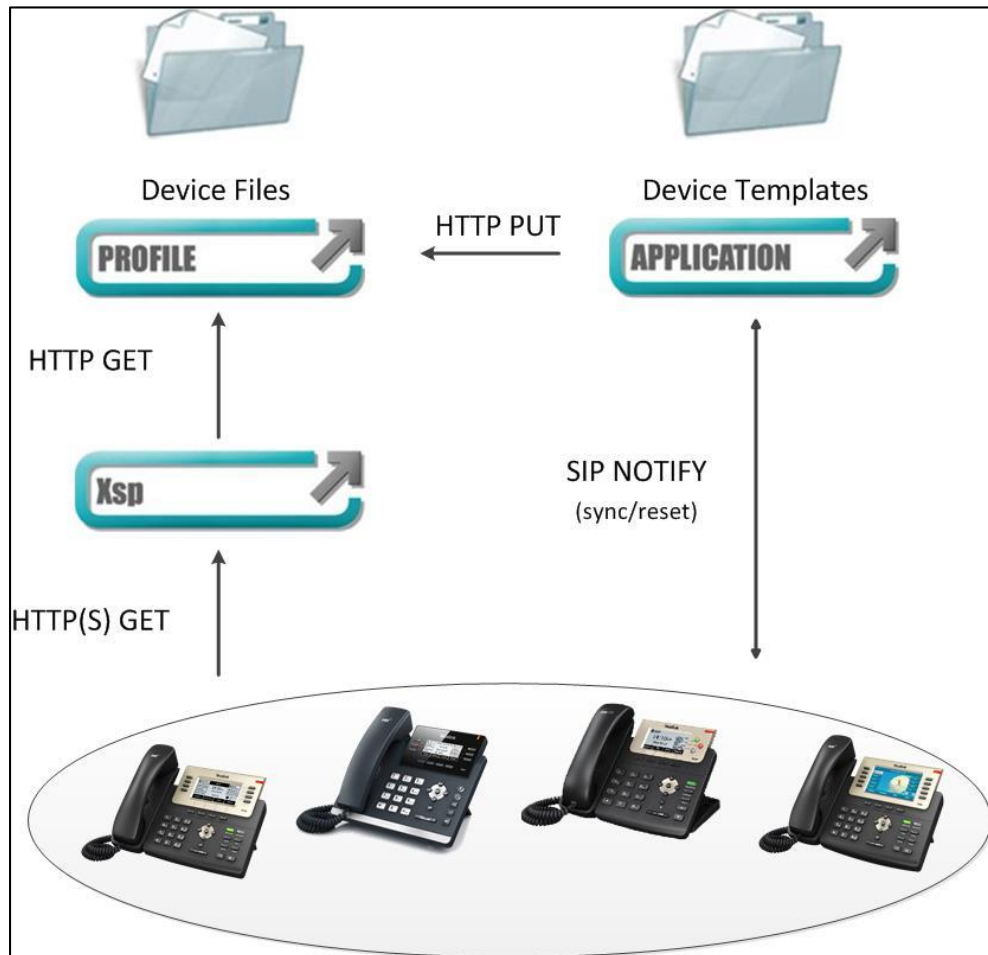 Device Files
Device Templates
PROFILE
HTTP PUT
APPLICATION
HTTP GET
Xsp
SIP NOTIFY
(sync/reset)
HTTP(S) GET